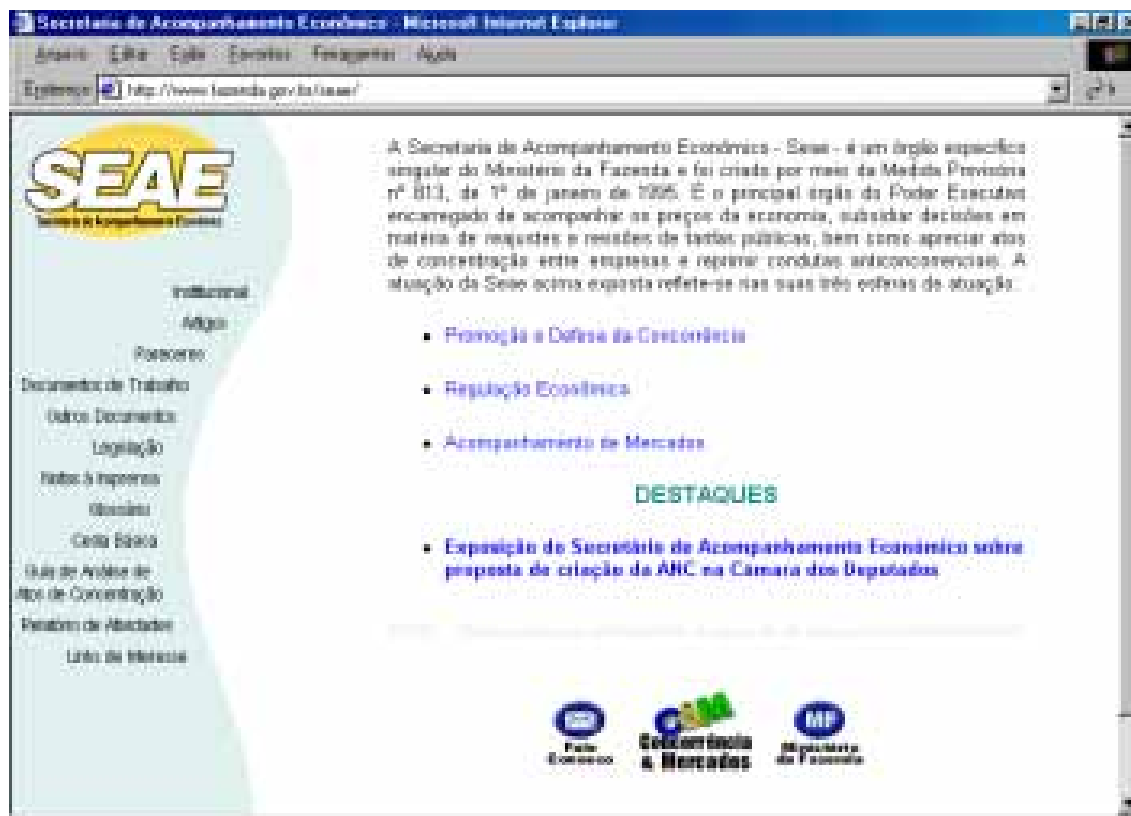 Secretaria de Acompanhamento Econômico - Microsoft Internet Explorer
Arquivo Editar Exibir Favoritos Ferramentas Ajuda
Endereço http://www.fazenda.gov.br/seae/
SEAE
Secretaria de Acompanhamento Econômico
A Secretaria de Acompanhamento Econômico - Seae - é um órgão específico
singular do Ministério da Fazenda e foi criada por meio da Medida Provisória
nº 813, de 1º de janeiro de 1995. É o principal órgão do Poder Executivo
encarregado de acompanhar os preços da economia, subsidiar decisões em
matéria de reajustes e revisões de tarifas públicas, bem como apreciar atos
de concentração entre empresas e reprimir condutas anticoncorrenciais. A
atuação da Seae acima exposta reflete-se nas suas três esferas de atuação:
Institucional
Artigos
Pareceres
Documentos de Trabalho
Outros Documentos
Legislação
Notas à Imprensa
Glossário
Cesta Básica
Guia de Análise de
Atos de Concentração
Relatório de Atividades
Links de Interesse
Promoção e Defesa da Concorrência
Regulação Econômica
Acompanhamento de Mercados
DESTAQUES
Exposição do Secretário de Acompanhamento Econômico sobre
proposta de criação da ANC na Câmara dos Deputados
Fale
Conosco
Concorrência
& Mercados
MF
Ministério
da Fazenda